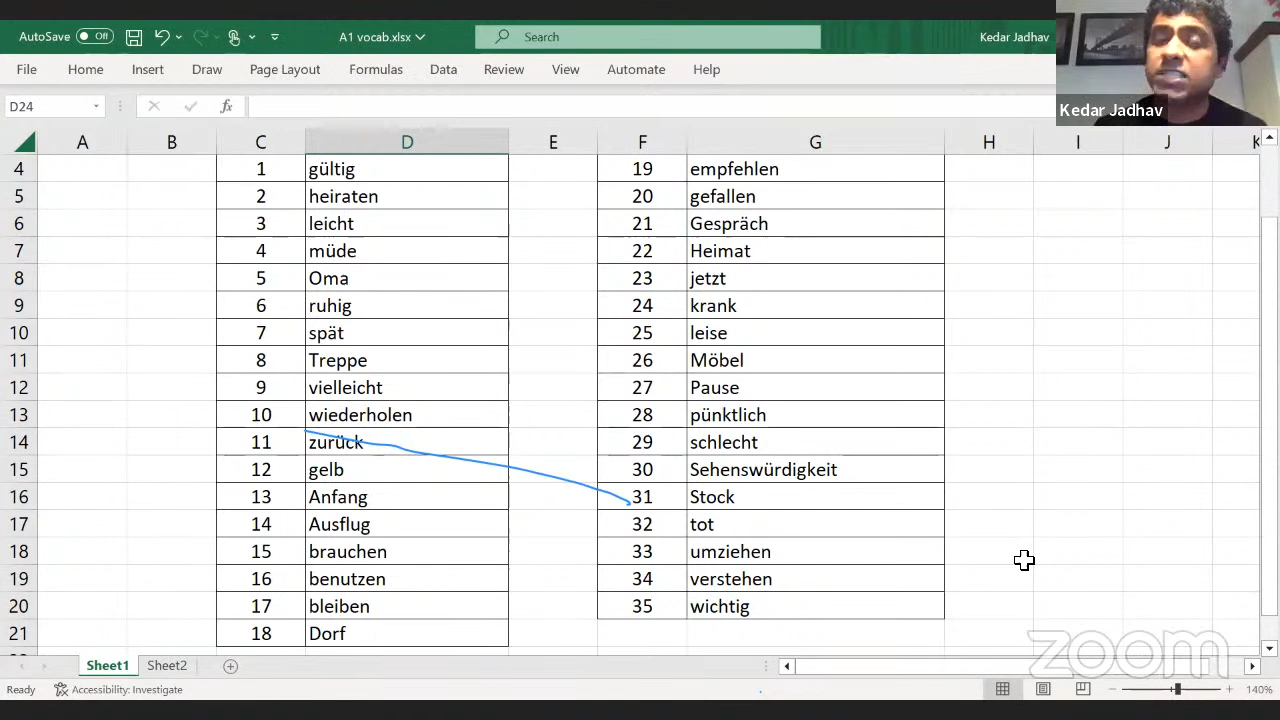 AutoSave Off A1 vocab.xlsx Search Kedar Jadhav
File Home Insert Draw Page Layout Formulas Data Review View Automate Help
Kedar Jadhav
D24 fx
A B C D E F G H I J K
4 1 gültig 19 empfehlen
5 2 heiraten 20 gefallen
6 3 leicht 21 Gespräch
7 4 müde 22 Heimat
8 5 Oma 23 jetzt
9 6 ruhig 24 krank
10 7 spät 25 leise
11 8 Treppe 26 Möbel
12 9 vielleicht 27 Pause
13 10 wiederholen 28 pünktlich
14 11 zurück 29 schlecht
15 12 gelb 30 Sehenswürdigkeit
16 13 Anfang 31 Stock
17 14 Ausflug 32 tot
18 15 brauchen 33 umziehen
19 16 benutzen 34 verstehen
20 17 bleiben 35 wichtig
21 18 Dorf
zoom
Sheet1 Sheet2
Ready Accessibility: Investigate 140%